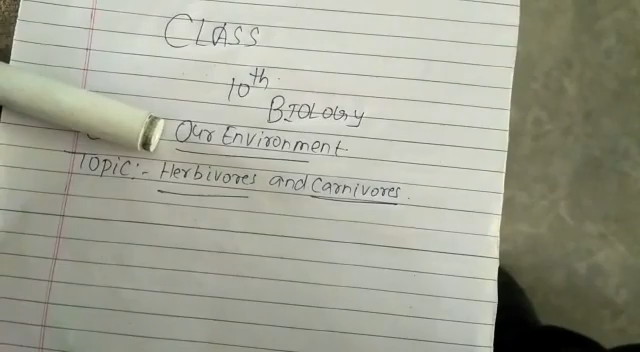 CLASS
10th
BIOLOGY
Our Environment
Topic:- Herbivores and Carnivores.